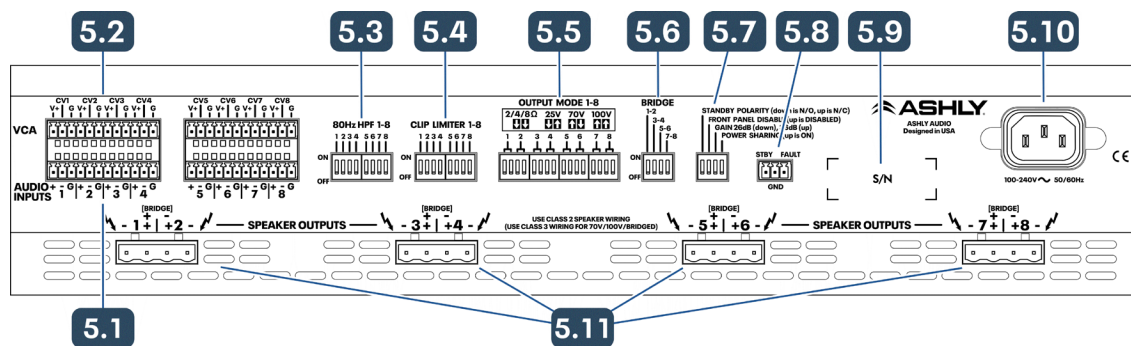 5.2 5.3 5.4 5.5 5.6 5.7 5.8 5.9 5.10
CV1 CV2 CV3 CV4
V+ G V+ G V+ G V+ G
CV5 CV6 CV7 CV8
V+ G V+ G V+ G V+ G
VCA
AUDIO INPUTS
+ - G + - G + - G + - G
1 2 3 4
+ - G + - G + - G + - G
5 6 7 8
80Hz HPF 1-8
1 2 3 4 5 6 7 8
ON
OFF
CLIP LIMITER 1-8
1 2 3 4 5 6 7 8
ON
OFF
OUTPUT MODE 1-8
2/4/8Ω 25V 70V 100V
1 2 3 4 5 6 7 8
BRIDGE
1-2
3-4
5-6
7-8
ON
OFF
STANDBY POLARITY (down is N/O, up is N/C)
FRONT PANEL DISABLE (up is DISABLED)
GAIN 26dB (down), (up)
POWER SHARING (up is ON)
STBY FAULT
GND
ASHLY
ASHLY AUDIO
Designed in USA
S/N
100-240V~ 50/60Hz
CE
[BRIDGE]
+ -
- 1 + | + 2 -
SPEAKER OUTPUTS
[BRIDGE]
+ -
- 3 + | + 4 -
USE CLASS 2 SPEAKER WIRING
(USE CLASS 3 WIRING FOR 70V/100V/BRIDGED)
[BRIDGE]
+ -
- 5 + | + 6 -
SPEAKER OUTPUTS
[BRIDGE]
+ -
- 7 + | + 8 -
5.1 5.11